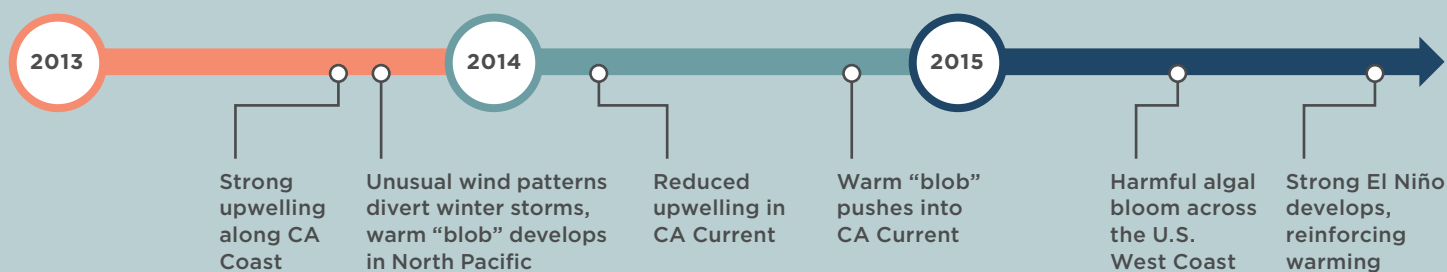 2013
2014
2015
Strong
upwelling
along CA
Coast
Unusual wind patterns
divert winter storms,
warm “blob” develops
in North Pacific
Reduced
upwelling in
CA Current
Warm “blob”
pushes into
CA Current
Harmful algal
bloom across
the U.S.
West Coast
Strong El Niño
develops,
reinforcing
warming